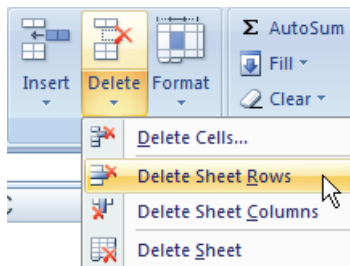 Σ AutoSum
Insert Delete Format
Fill
Clear
Delete Cells...
Delete Sheet Rows
Delete Sheet Columns
Delete Sheet